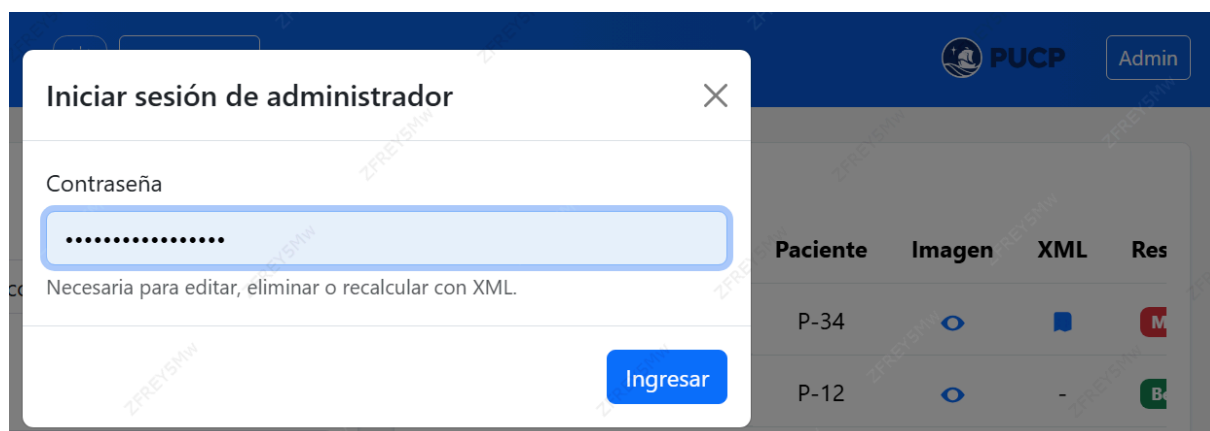 PUCP
Admin
Iniciar sesión de administrador
Contraseña
•••••••••••••••••
Necesaria para editar, eliminar o recalcular con XML.
Ingresar
Paciente Imagen XML
P-34
P-12 -
ZFREYSMW